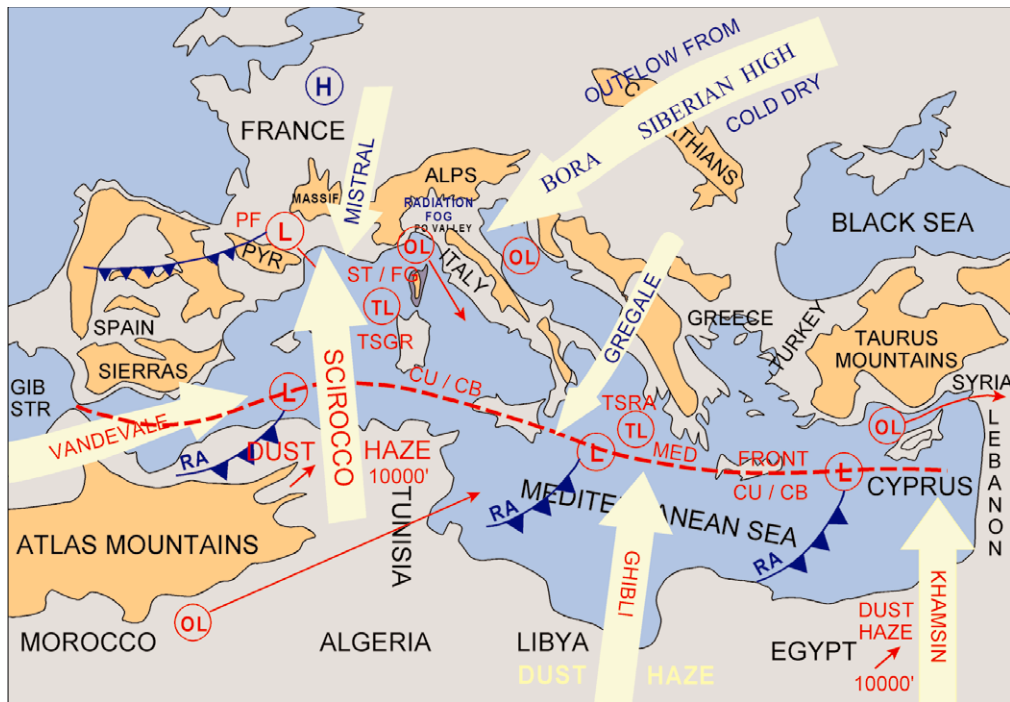 OUTFLOW FROM
SIBERIAN HIGH
COLD DRY
BORA
H
FRANCE
MISTRAL
MASSIF
ALPS
RADIATION
FOG
PO VALLEY
C
THIANS
BLACK SEA
PF
L
PYR
OL
ITALY
OL
ST / FG
TL
TSGR
GREGALE
GREECE
TURKEY
TAURUS
MOUNTAINS
SPAIN
SIERRAS
GIB
STR
SYRIA
LEBANON
VANDEVALE
L
SCIROCCO
CU / CB
TSRA
TL
MED
FRONT
CU / CB
OL
L
L
CYPRUS
RA
DUST
HAZE
10000'
TUNISIA
MEDITERRANEAN SEA
RA
RA
ATLAS MOUNTAINS
GHIBLI
KHAMSIN
OL
MOROCCO
ALGERIA
LIBYA
EGYPT
DUST
HAZE
10000'
DUST HAZE